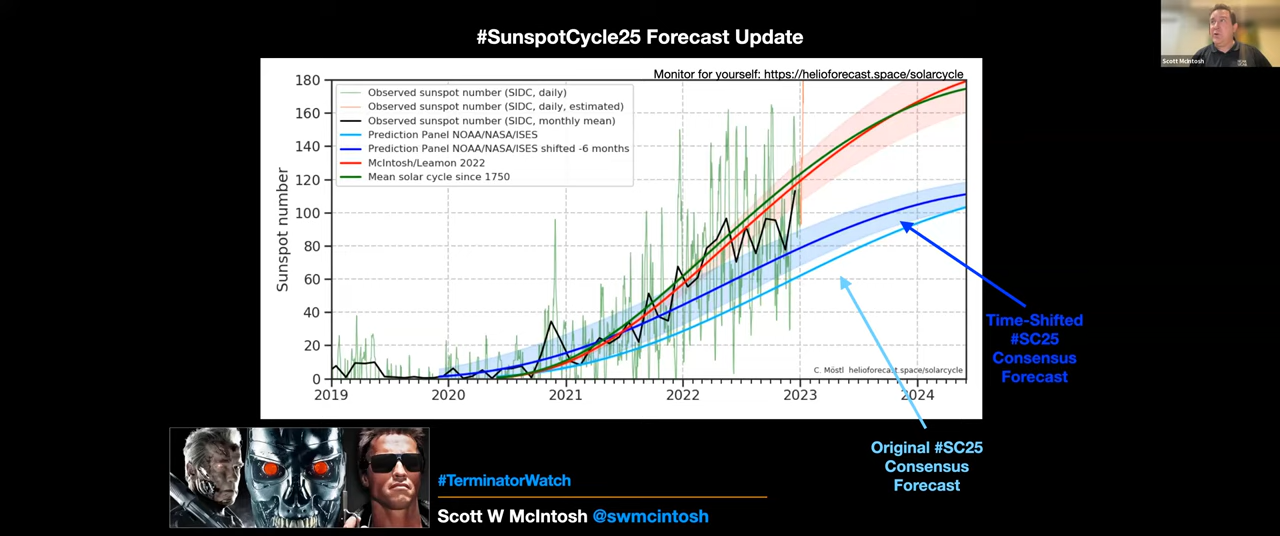 #SunspotCycle25 Forecast Update
Scott McIntosh
Monitor for yourself: https://helioforecast.space/solarcycle
Observed sunspot number (SIDC, daily)
Observed sunspot number (SIDC, daily, estimated)
Observed sunspot number (SIDC, monthly mean)
Prediction Panel NOAA/NASA/ISES
Prediction Panel NOAA/NASA/ISES shifted -6 months
McIntosh/Leamon 2022
Mean solar cycle since 1750
Sunspot number
180
160
140
120
100
80
60
40
20
0
2019 2020 2021 2022 2023 2024
C. Möstl helioforecast.space/solarcycle
Time-Shifted
#SC25
Consensus
Forecast
Original #SC25
Consensus
Forecast
#TerminatorWatch
Scott W McIntosh @swmcintosh